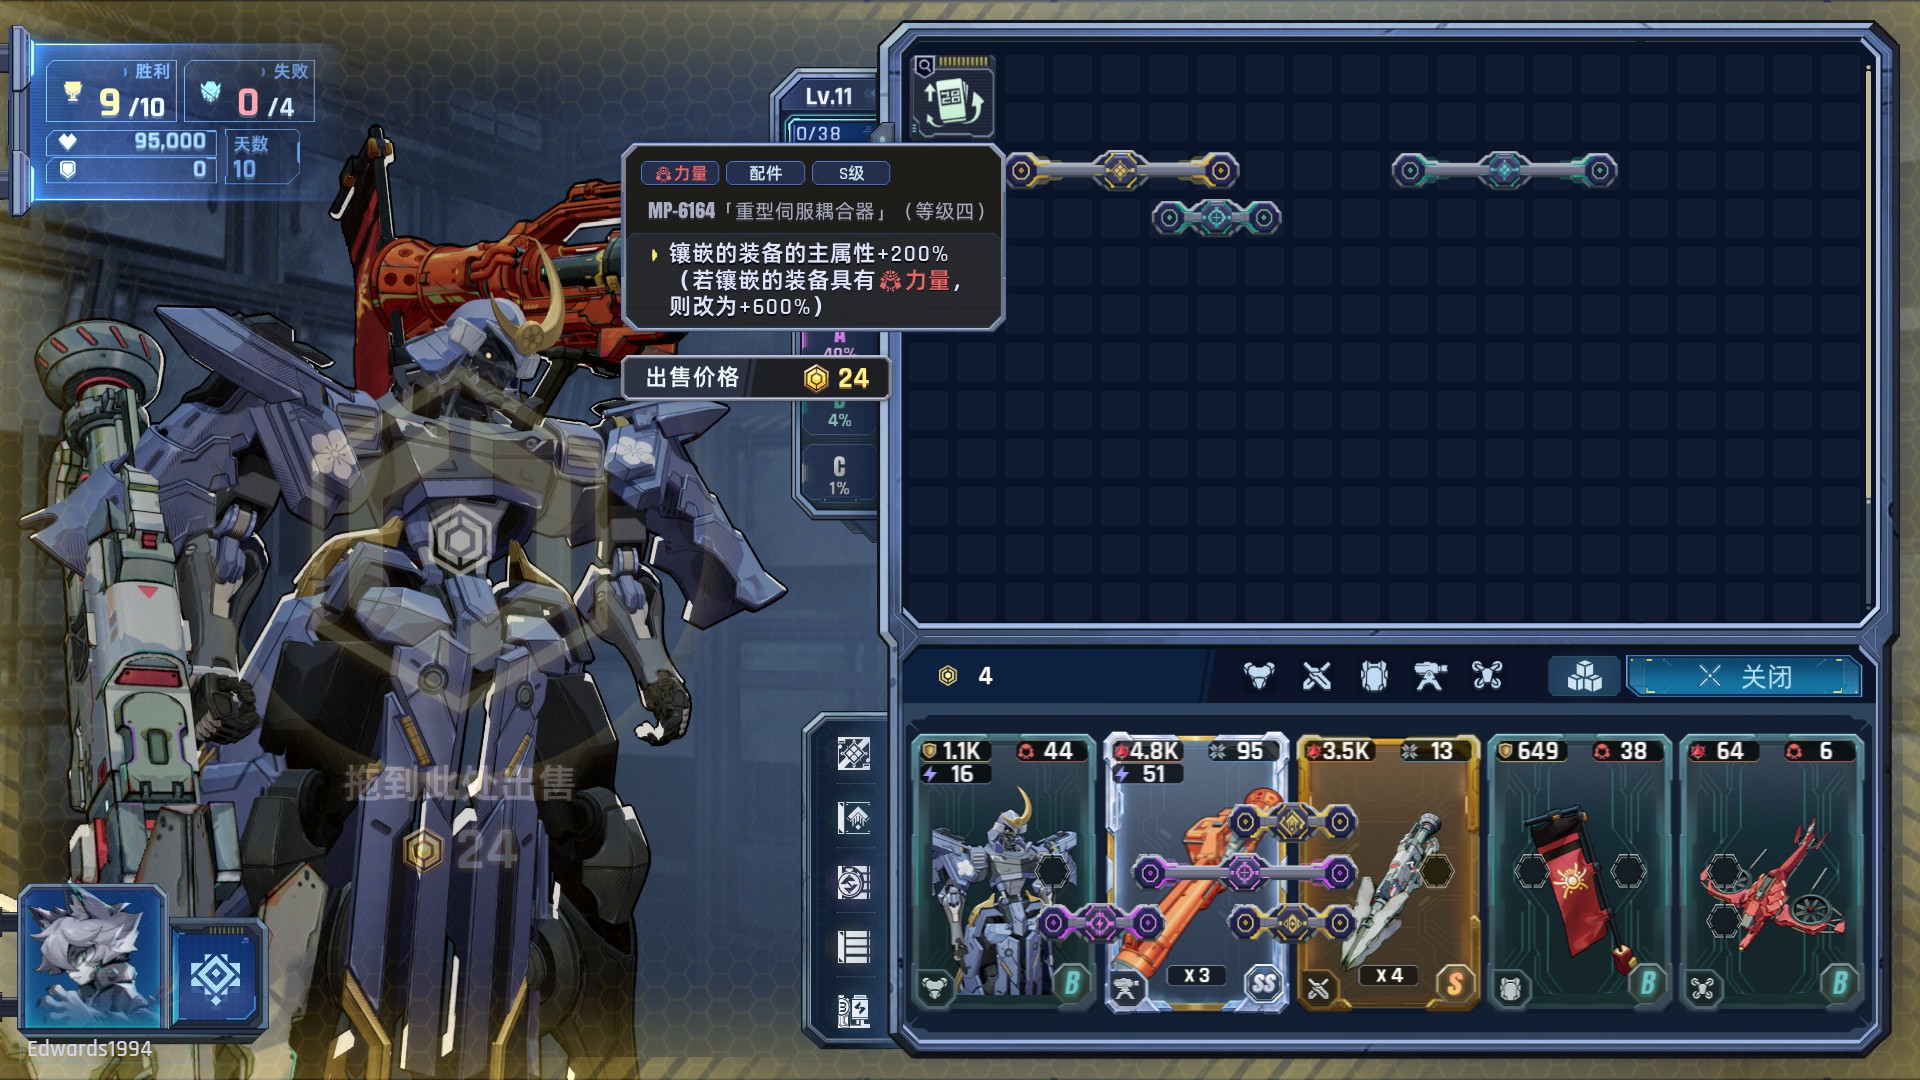 胜利
9 /10
失败
0 /4
95,000
0
天数
10
Lv.11
0/38
力量
配件
S级
MP-6164「重型伺服耦合器」(等级四)
镶嵌的装备的主属性+200%
(若镶嵌的装备具有力量,
则改为+600%)
A
40%
出售价格
24
B
4%
C
1%
拖到此处出售
24
4
关闭
1.1K
44
16
4.8K
95
51
3.5K
13
649
38
64
6
B
x3
SS
x4
S
B
B
Edwards1994